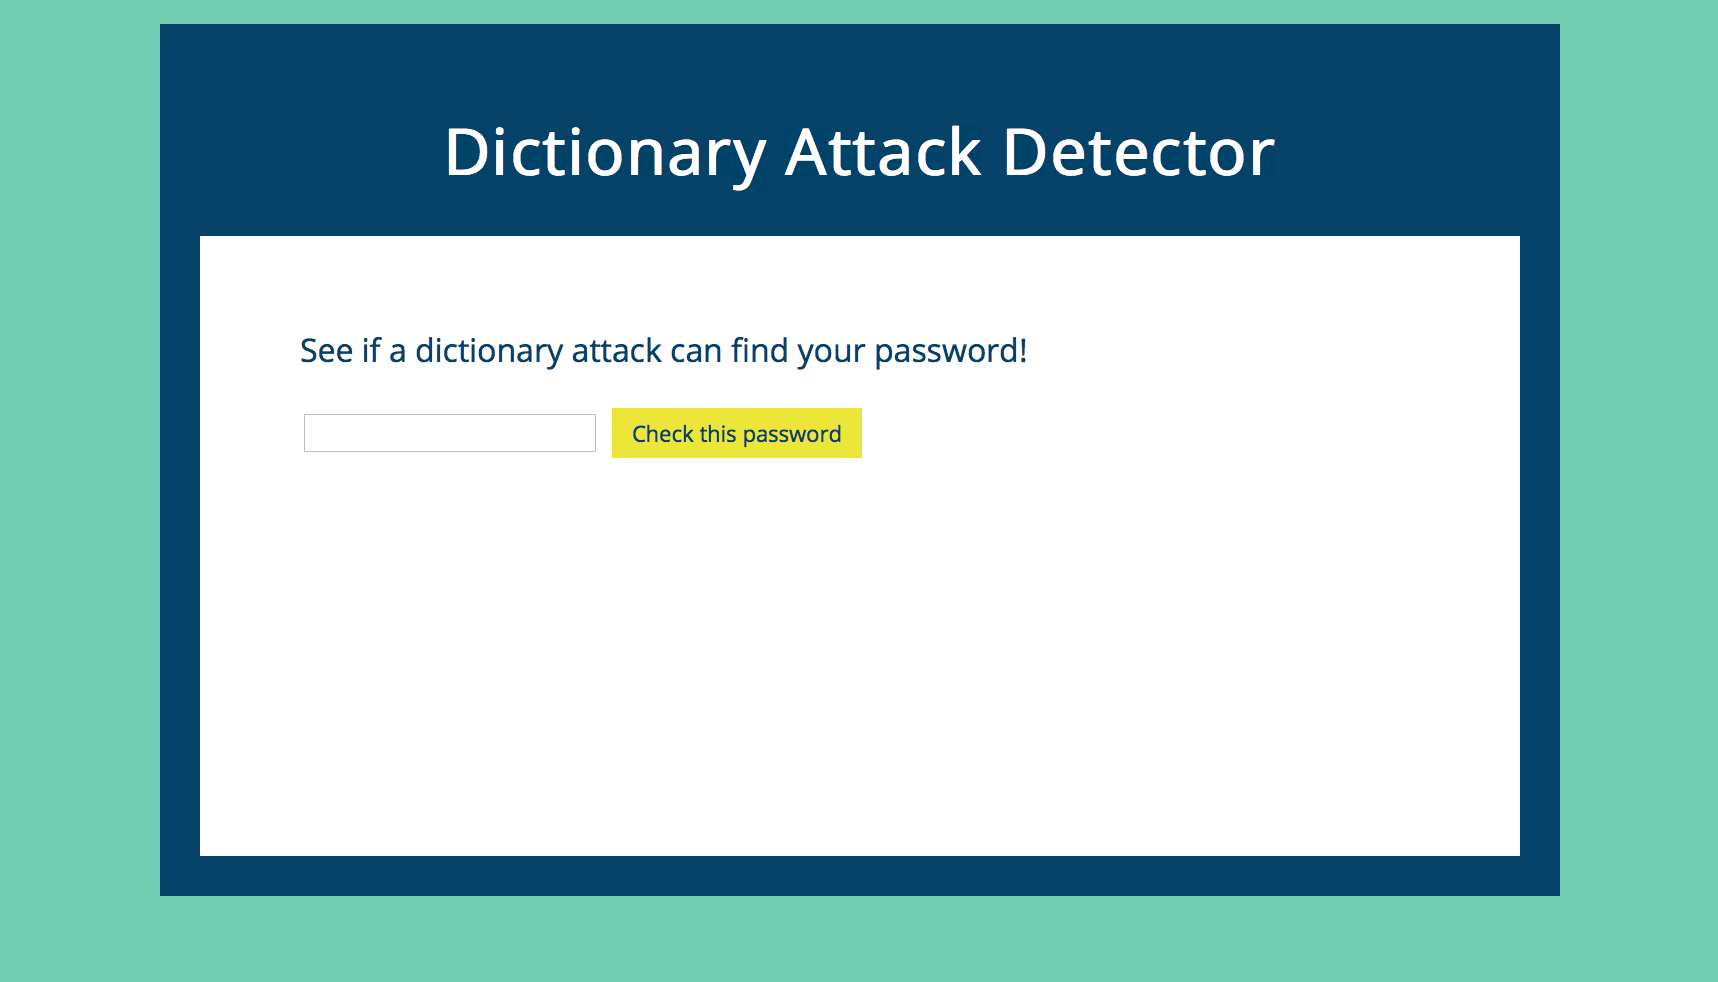 Dictionary Attack Detector
See if a dictionary attack can find your password!
Check this password